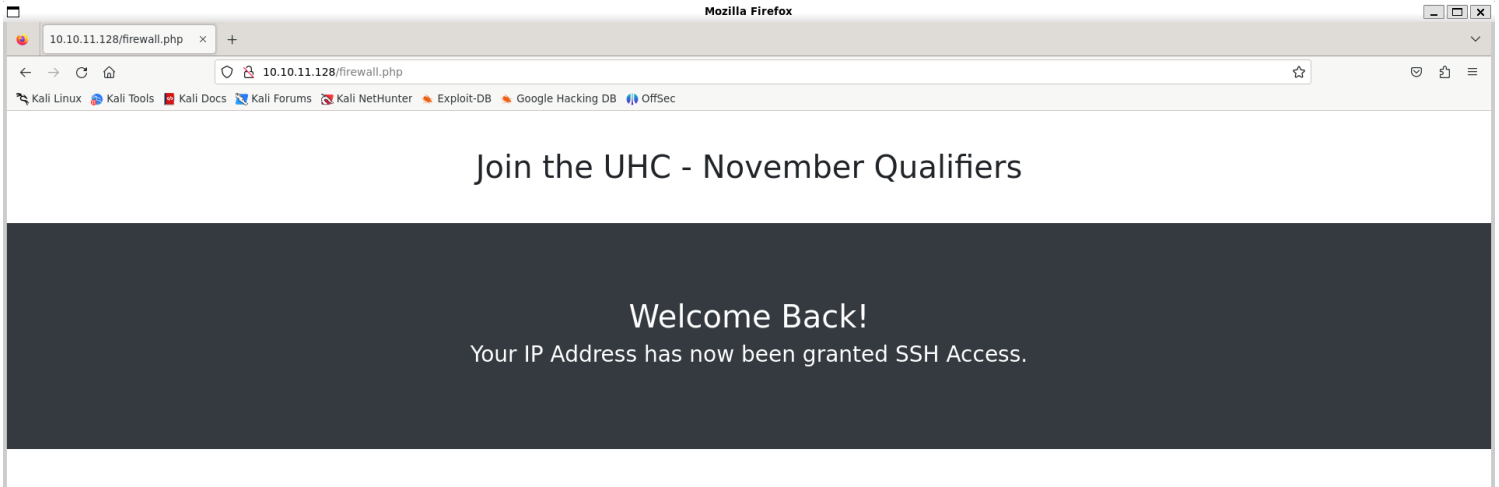 Mozilla Firefox
10.10.11.128/firewall.php
10.10.11.128/firewall.php
Kali Linux Kali Tools Kali Docs Kali Forums Kali NetHunter Exploit-DB Google Hacking DB OffSec
Join the UHC - November Qualifiers
Welcome Back!
Your IP Address has now been granted SSH Access.